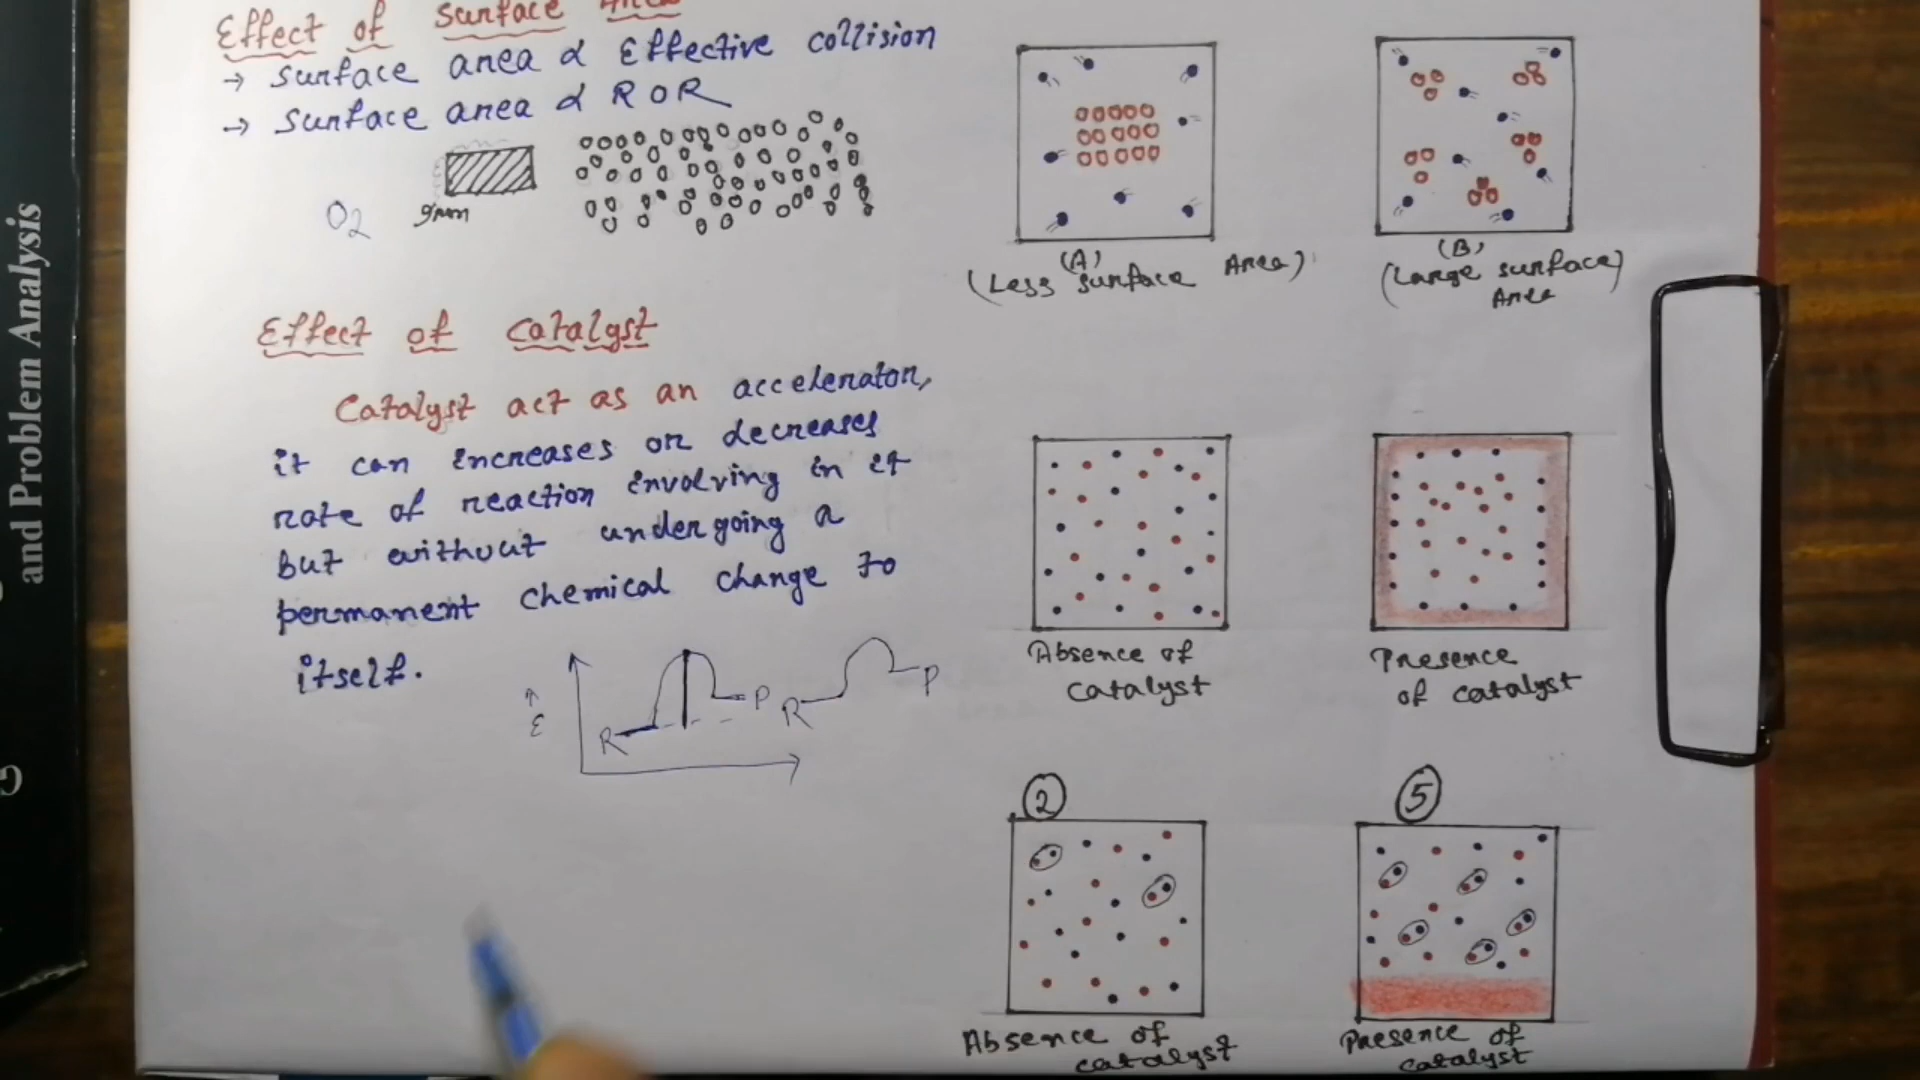 Effect of surface Area
→ surface area α Effective collision
→ surface area α ROR
O2
9mm
(A)
(Less surface Area)
(B)
(Large surface)
Area
Effect of catalyst
Catalyst act as an accelerator,
it can increases or decreases
rate of reaction involving in it
but without undergoing a
permanent chemical change to
itself.
↑
E
R
P
R
P
Absence of
catalyst
Presence
of catalyst
2
5
Absence of
catalyst
Presence of
catalyst
and Problem Analysis